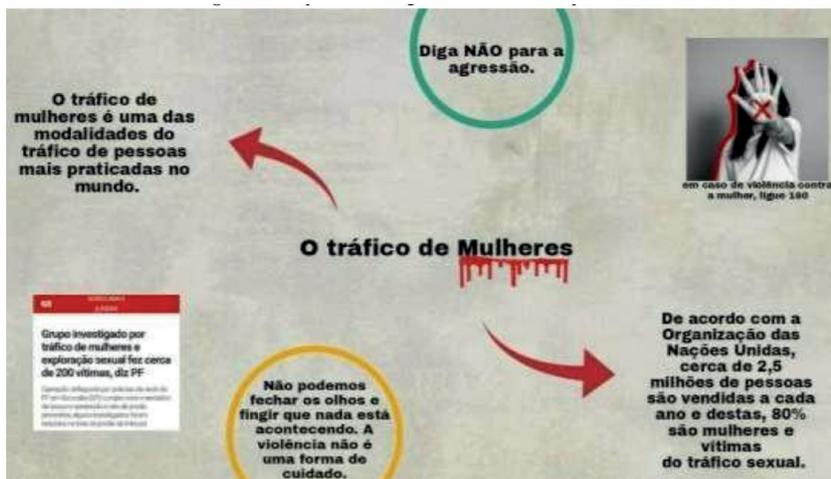 Diga NÃO para a
agressão.
O tráfico de
mulheres é uma das
modalidades do
tráfico de pessoas
mais praticadas no
mundo.
em caso de violência contra
a mulher, ligue 180
O tráfico de Mulheres
G1
Grupo investigado por
tráfico de mulheres e
exploração sexual fez cerca
de 200 vítimas, diz PF
De acordo com a
Organização das
Nações Unidas,
cerca de 2,5
milhões de pessoas
são vendidas a cada
ano e destas, 80%
são mulheres e
vítimas
do tráfico sexual.
Não podemos
fechar os olhos e
fingir que nada está
acontecendo. A
violência não é
uma forma de
cuidado.